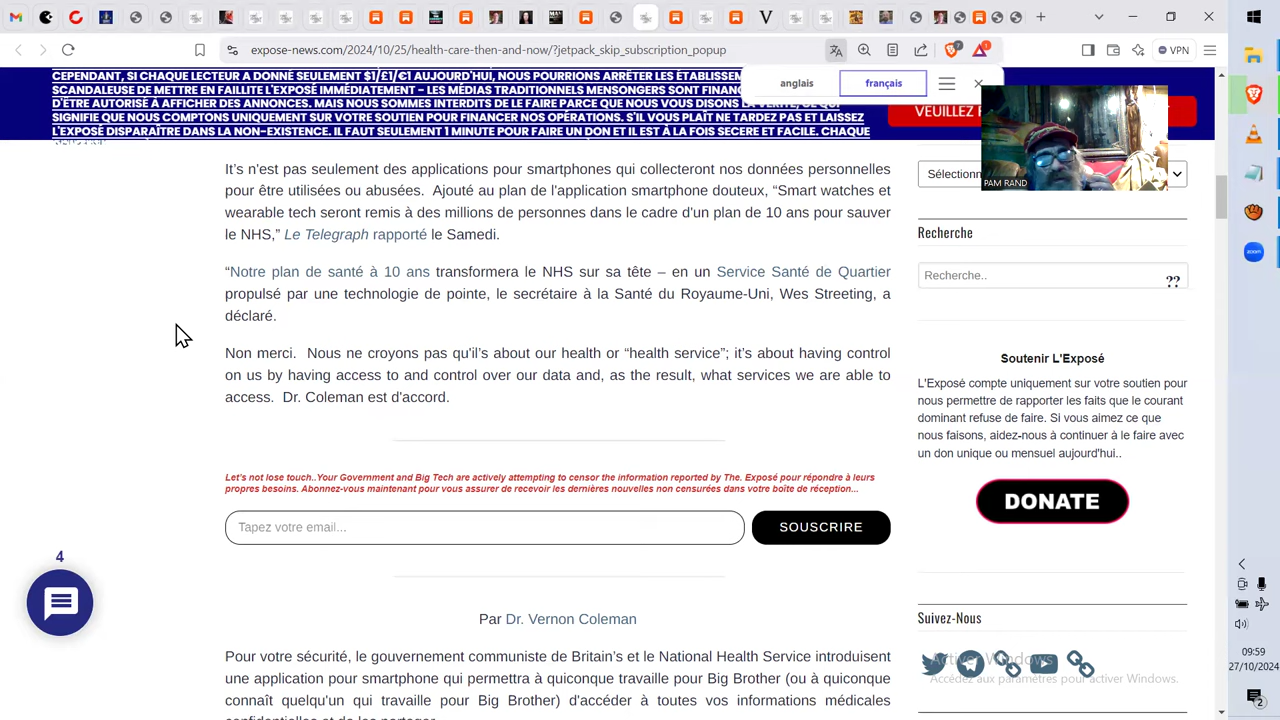 expose-news.com/2024/10/25/health-care-then-and-now/?jetpack_skip_subscription_popup
7
1
VPN
anglais
français
CEPENDANT, SI CHAQUE LECTEUR A DONNÉ SEULEMENT $1/£1/€1 AUJOURD'HUI, NOUS POURRIONS ARRÊTER LES ÉTABLISSEM
SCANDALEUSE DE METTRE EN FAILLITE L'EXPOSÉ IMMÉDIATEMENT - LES MÉDIAS TRADITIONNELS MENSONGERS SONT FINAN
D'ÊTRE AUTORISÉ À AFFICHER DES ANNONCES. MAIS NOUS SOMMES INTERDITS DE LE FAIRE PARCE QUE NOUS VOUS DISONS LA VÉRITÉ, CE QUI
SIGNIFIE QUE NOUS COMPTONS UNIQUEMENT SUR VOTRE SOUTIEN POUR FINANCER NOS OPÉRATIONS. S'IL VOUS PLAÎT NE TARDEZ PAS ET LAISSEZ
L'EXPOSÉ DISPARAÎTRE DANS LA NON-EXISTENCE. IL FAUT SEULEMENT 1 MINUTE POUR FAIRE UN DON ET IL EST À LA FOIS SECERE ET FACILE. CHAQUE
VEUILLEZ
PAM RAND
It's n'est pas seulement des applications pour smartphones qui collecteront nos données personnelles
pour être utilisés ou abusées. Ajouté au plan de l'application smartphone douteux, “Smart watches et
wearable tech seront remis à des millions de personnes dans le cadre d'un plan de 10 ans pour sauver
le NHS,” Le Telegraph rapporté le Samedi.
“Notre plan de santé à 10 ans transformera le NHS sur sa tête – en un Service Santé de Quartier
propulsé par une technologie de pointe, le secrétaire à la Santé du Royaume-Uni, Wes Streeting, a
déclaré.
Non merci. Nous ne croyons pas qu'il's about our health or “health service”; it's about having control
on us by having access to and control over our data and, as the result, what services we are able to
access. Dr. Coleman est d'accord.
Let's not lose touch..Your Government and Big Tech are actively attempting to censor the information reported by The. Exposé pour répondre à leurs
propres besoins. Abonnez-vous maintenant pour vous assurer de recevoir les dernières nouvelles non censurées dans votre boîte de réception...
Tapez votre email...
SOUSCRIRE
4
Par Dr. Vernon Coleman
Pour votre sécurité, le gouvernement communiste de Britain's et le National Health Service introduisent
une application pour smartphone qui permettra à quiconque travaille pour Big Brother (ou à quiconque
connaît quelqu'un qui travaille pour Big Brother) d'accéder à toutes vos informations médicales
confidentielles et de les partager.
Sélectionn
Recherche
Recherche..
??
Soutenir L'Exposé
L'Exposé compte uniquement sur votre soutien pour
nous permettre de rapporter les faits que le courant
dominant refuse de faire. Si vous aimez ce que
nous faisons, aidez-nous à continuer à le faire avec
un don unique ou mensuel aujourd'hui..
DONATE
Suivez-Nous
Activer Windows
Accédez aux paramètres pour activer Windows.
zoom
09:59
27/10/2024
2